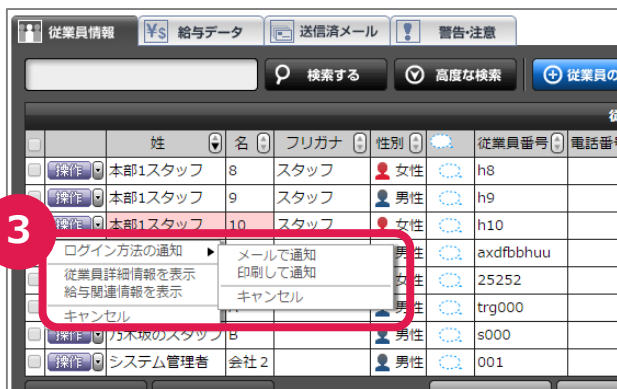 従業員情報 ¥$ 給与データ 送信済メール 警告・注意
検索する 高度な検索 従業員の
姓 名 フリガナ 性別 従業員番号 電話番
操作 本部1スタッフ 8 スタッフ 女性 h8
操作 本部1スタッフ 9 スタッフ 男性 h9
操作 本部1スタッフ 10 スタッフ 女性 h10
3
ログイン方法の通知 メールで通知 男性 axdfbbhuu
従業員詳細情報を表示 印刷して通知 女性 25252
給与関連情報を表示 キャンセル 男性 trg000
キャンセル
操作 乃木坂のスタッフ B 男性 s000
操作 システム管理者 会社2 男性 001